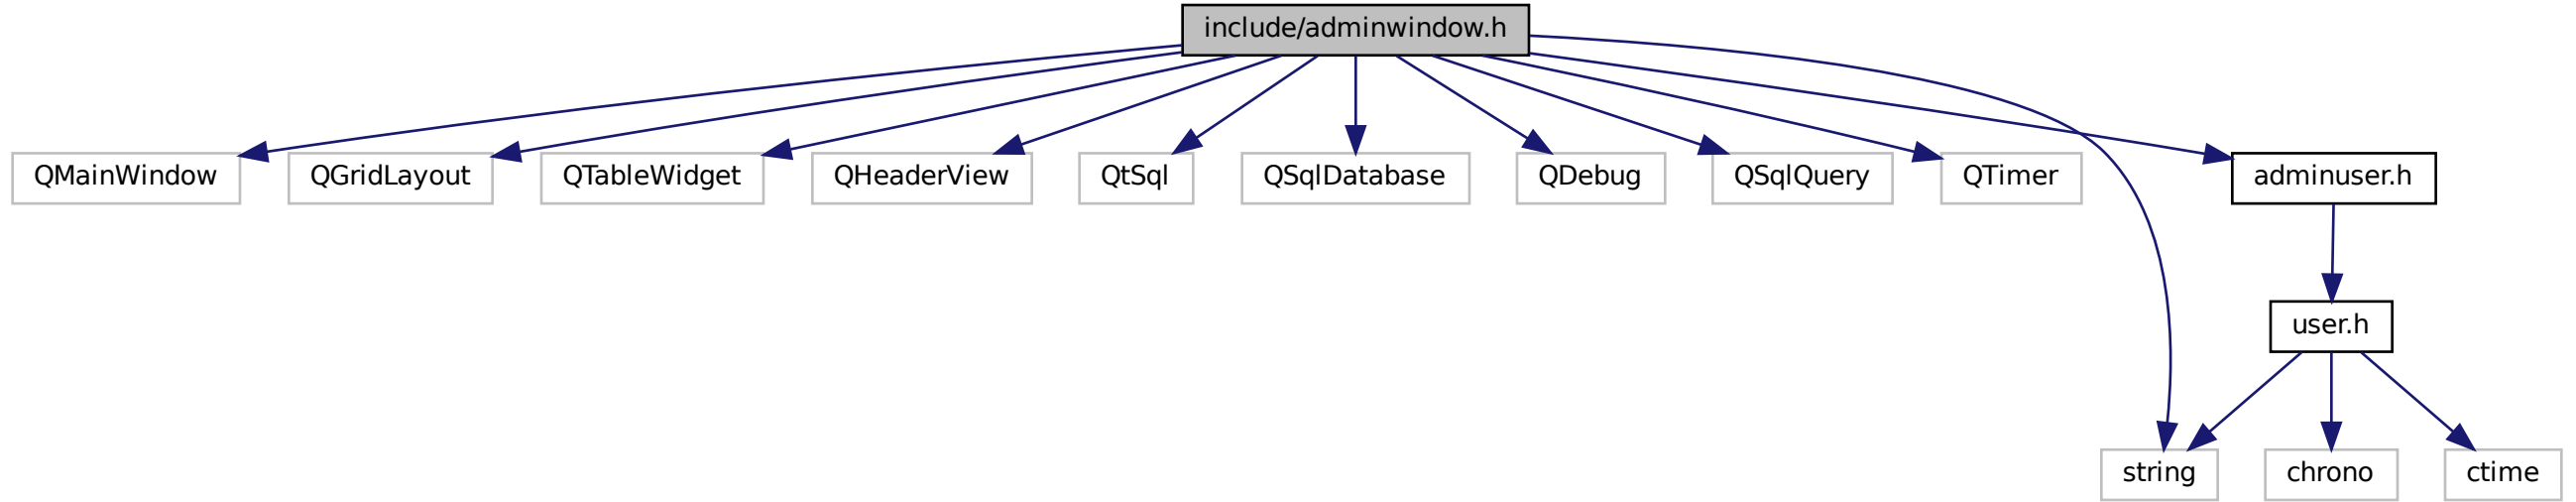 include/adminwindow.h
QMainWindow
QGridLayout
QTableWidget
QHeaderView
QtSql
QSqlDatabase
QDebug
QSqlQuery
QTimer
adminuser.h
user.h
string
chrono
ctime